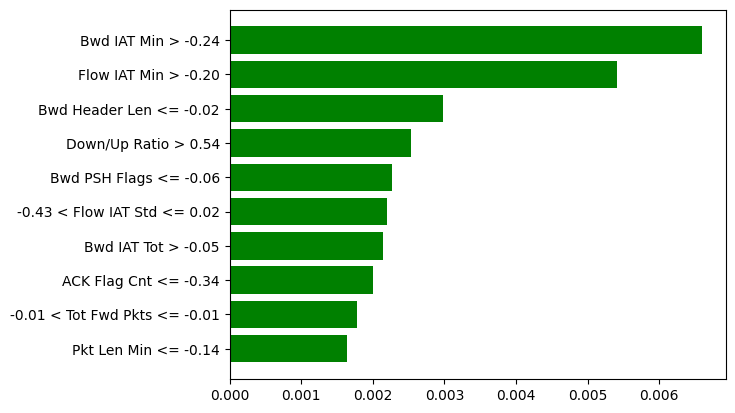 Bwd IAT Min > -0.24
Flow IAT Min > -0.20
Bwd Header Len <= -0.02
Down/Up Ratio > 0.54
Bwd PSH Flags <= -0.06
-0.43 < Flow IAT Std <= 0.02
Bwd IAT Tot > -0.05
ACK Flag Cnt <= -0.34
-0.01 < Tot Fwd Pkts <= -0.01
Pkt Len Min <= -0.14
0.000 0.001 0.002 0.003 0.004 0.005 0.006